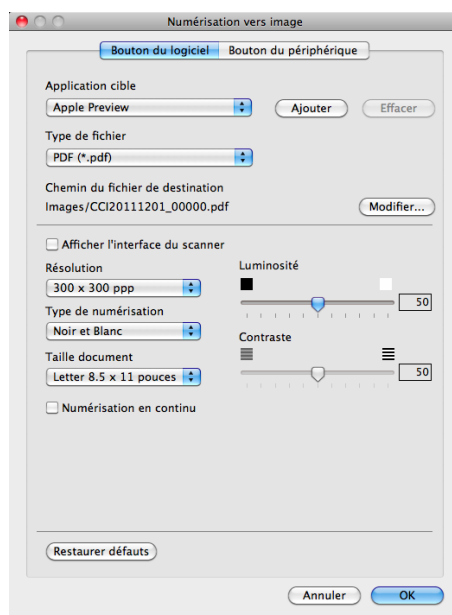 Numérisation vers image
Bouton du logiciel Bouton du périphérique
Application cible
Apple Preview Ajouter Effacer
Type de fichier
PDF (*.pdf)
Chemin du fichier de destination
Images/CCI20111201_00000.pdf Modifier...
Afficher l'interface du scanner
Résolution Luminosité
300 x 300 ppp 50
Type de numérisation
Noir et Blanc Contraste
Taille document
Letter 8.5 x 11 pouces 50
Numérisation en continu
Restaurer défauts
Annuler OK